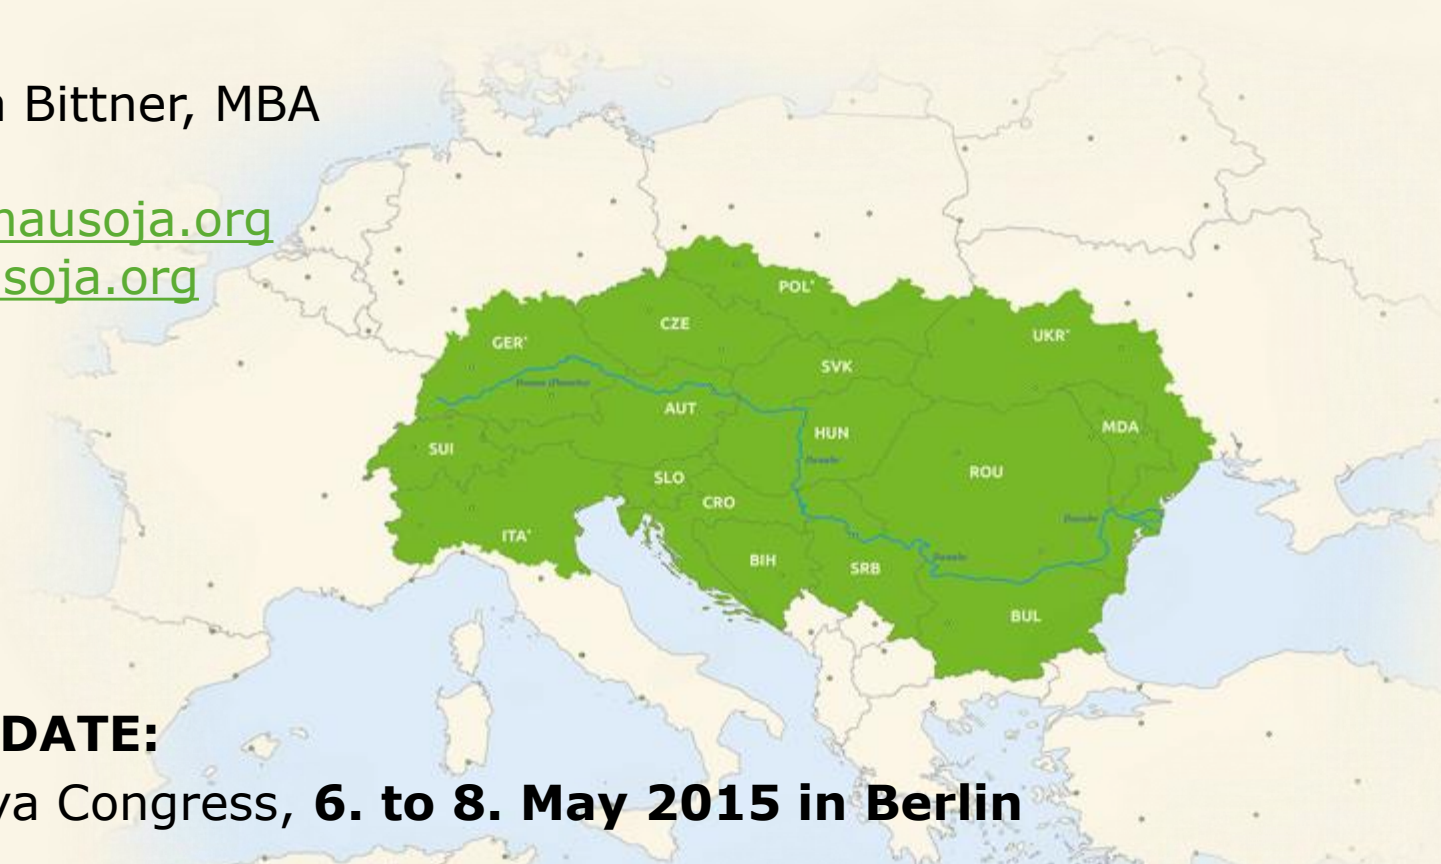 Bittner, MBA
nausoja.org
soja.org
POL*
CZE
UKR*
GER*
SVK
AUT
MDA
HUN
SUI
ROU
SLO
CRO
ITA*
BIH
SRB
BUL
DATE:
ya Congress, 6. to 8. May 2015 in Berlin